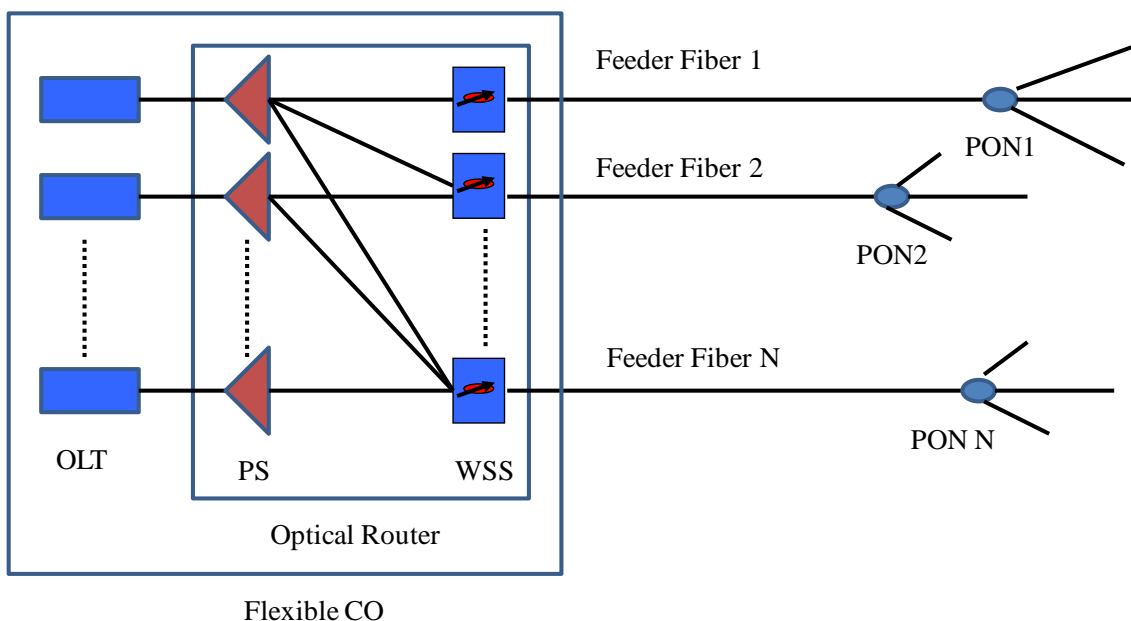 Feeder Fiber 1
PON1
Feeder Fiber 2
PON2
Feeder Fiber N
PON N
OLT
PS
WSS
Optical Router
Flexible CO